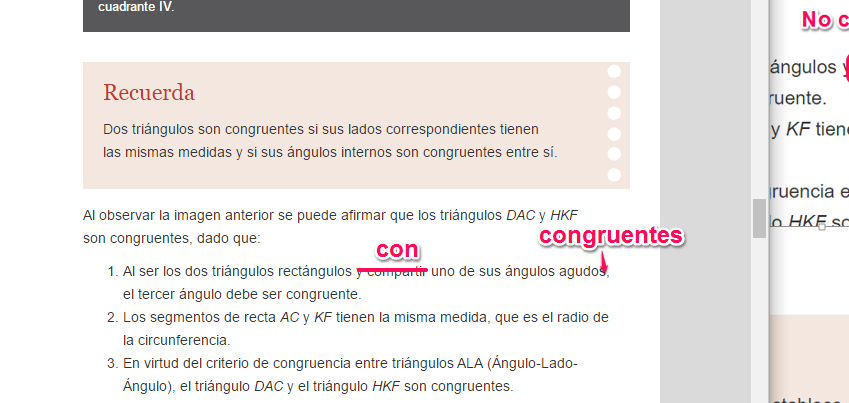 cuadrante IV.
No c
Recuerda
Dos triángulos son congruentes si sus lados correspondientes tienen
las mismas medidas y si sus ángulos internos son congruentes entre sí.
Al observar la imagen anterior se puede afirmar que los triángulos DAC y HKF
son congruentes, dado que:
con
congruentes
1. Al ser los dos triángulos rectángulos y compartir uno de sus ángulos agudos,
el tercer ángulo debe ser congruente.
2. Los segmentos de recta AC y KF tienen la misma medida, que es el radio de
la circunferencia.
3. En virtud del criterio de congruencia entre triángulos ALA (Ángulo-Lado-
Ángulo), el triángulo DAC y el triángulo HKF son congruentes.
ángulos y
ruente.
y KF tien
gruencia e
o HKF so